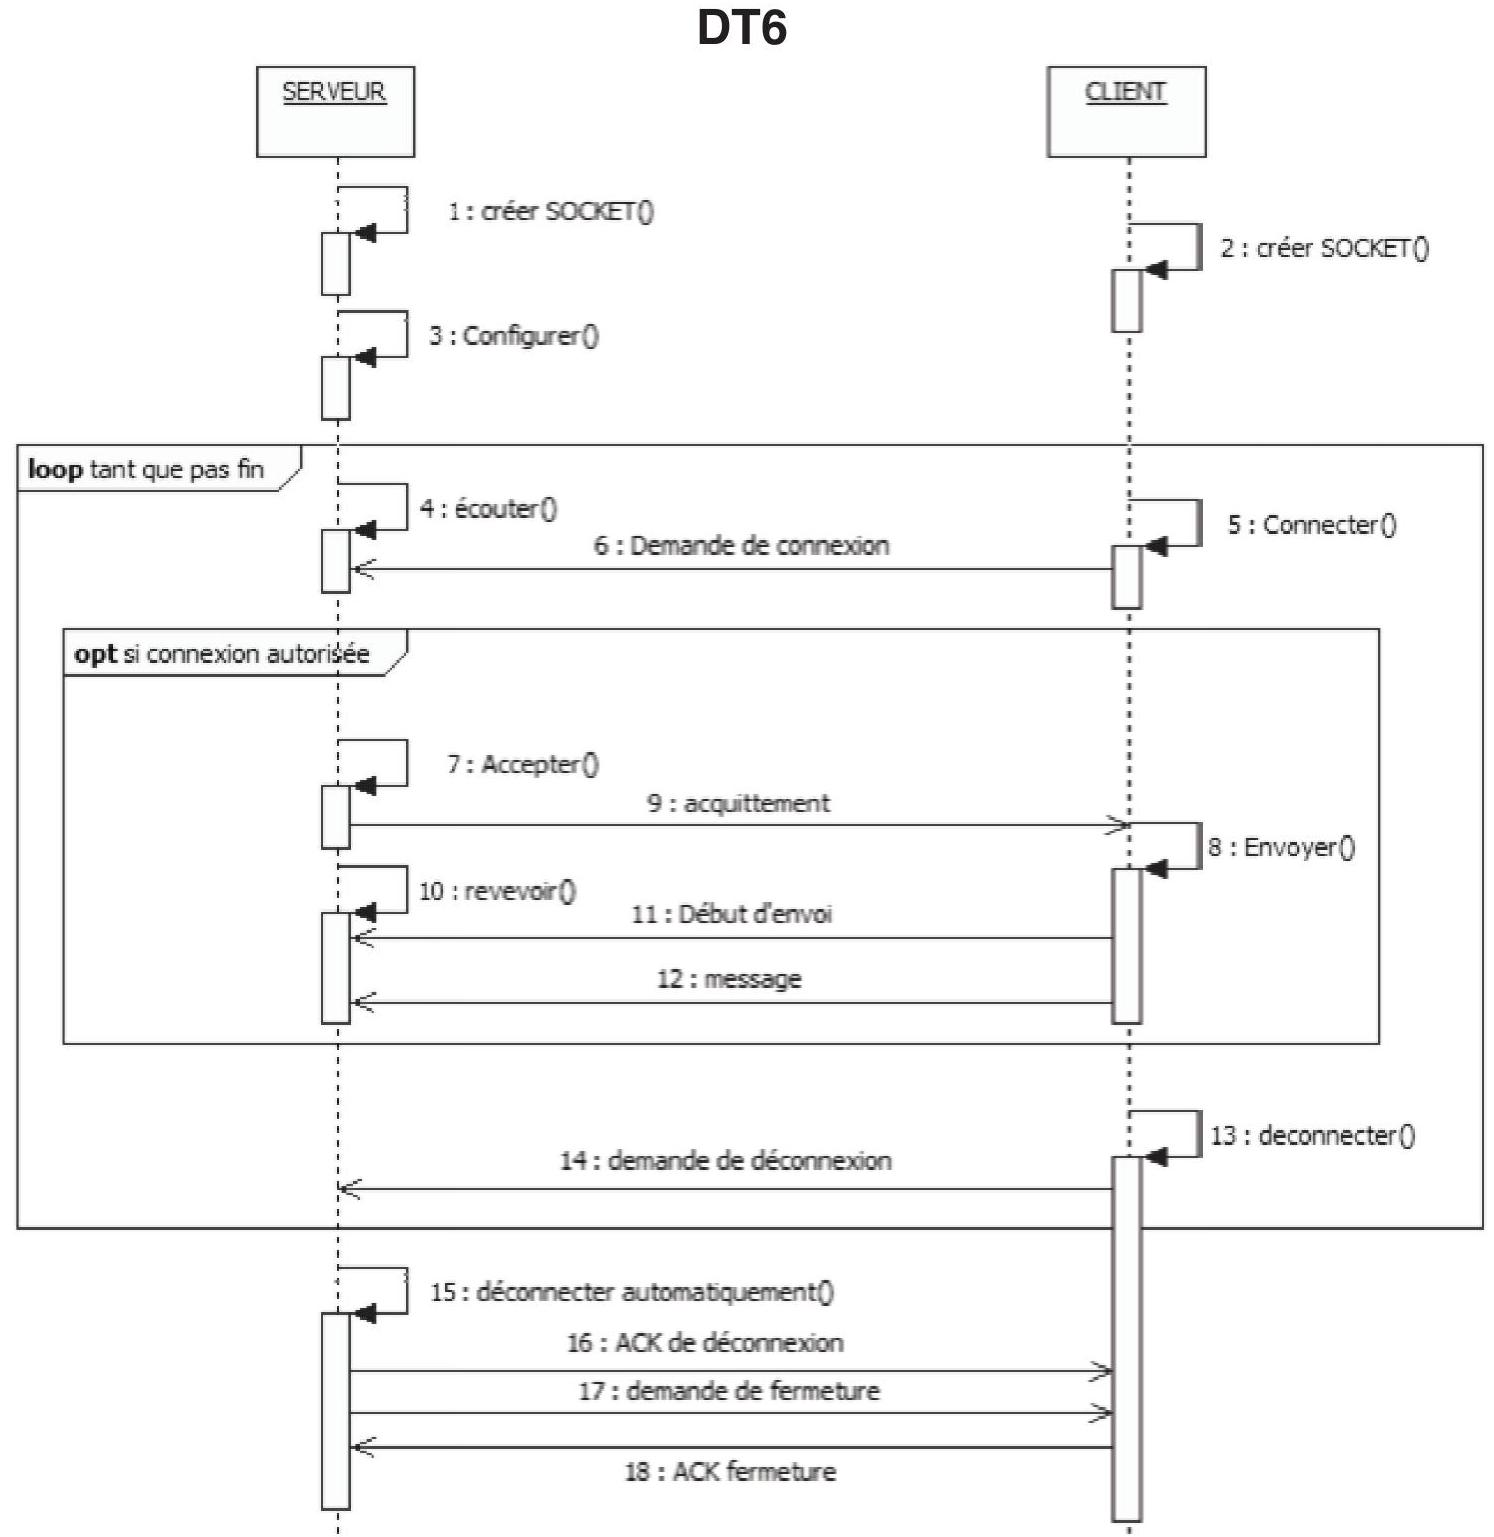 DT6
SERVEUR
CLIENT
1 : créer SOCKET()
2 : créer SOCKET()
3 : Configurer()
loop tant que pas fin
4 : écouter()
5 : Connecter()
6 : Demande de connexion
opt si connexion autorisée
7 : Accepter()
9 : acquittement
8 : Envoyer()
10 : revevoir()
11 : Début d'envoi
12 : message
13 : deconnecter()
14 : demande de déconnexion
15 : déconnecter automatiquement()
16 : ACK de déconnexion
17 : demande de fermeture
18 : ACK fermeture